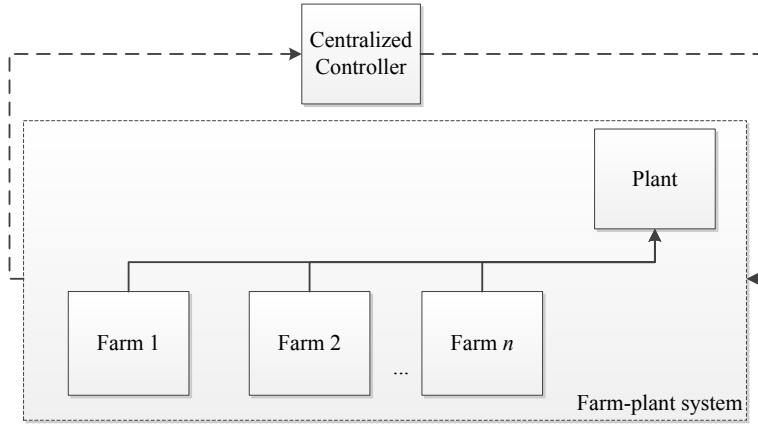 Centralized
Controller
Plant
Farm 1
Farm 2
...
Farm n
Farm-plant system